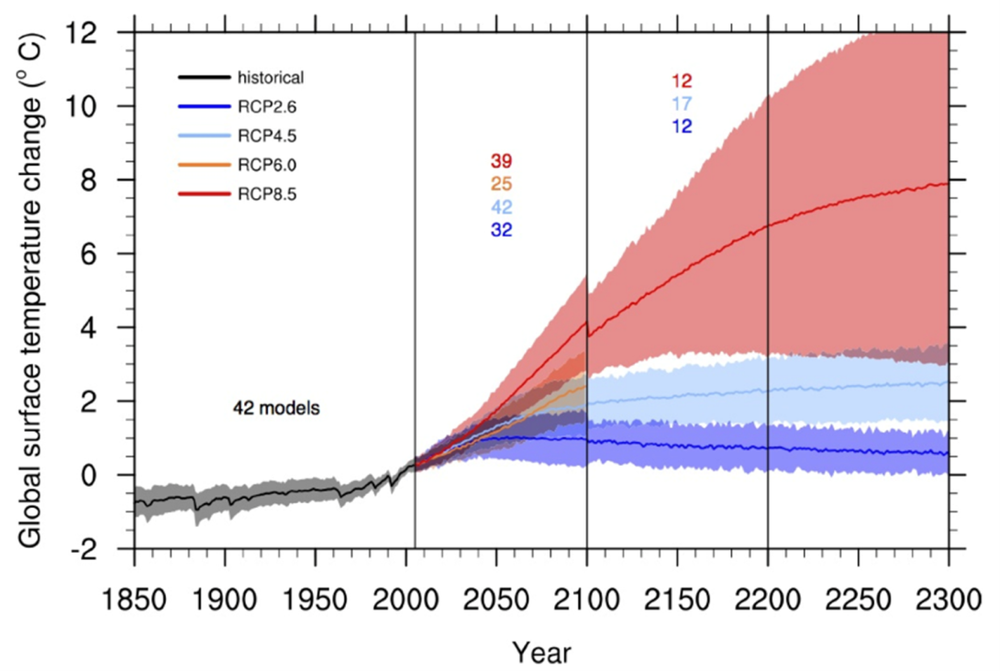 Global surface temperature change (° C)
12
10
8
6
4
2
0
-2
historical
RCP2.6
RCP4.5
RCP6.0
RCP8.5
42 models
39
25
42
32
12
17
12
1850 1900 1950 2000 2050 2100 2150 2200 2250 2300
Year